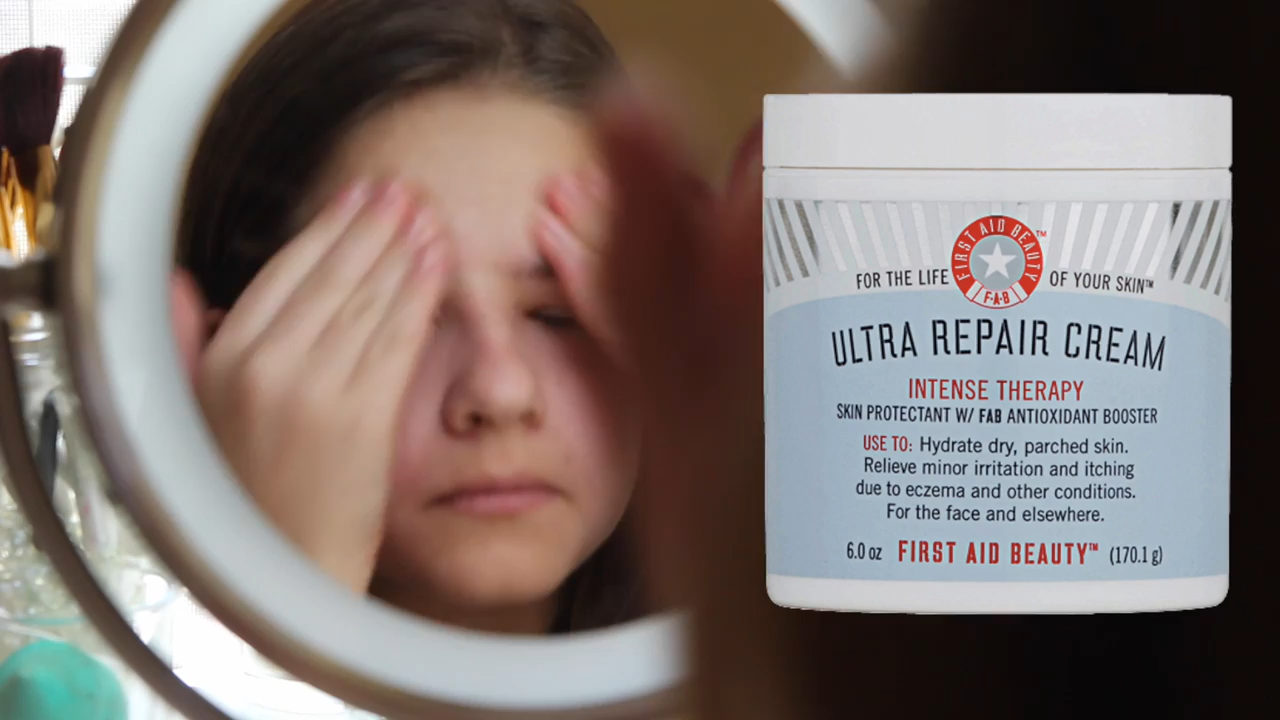 FIRST AID BEAUTY™
F·A·B
FOR THE LIFE OF YOUR SKIN™
ULTRA REPAIR CREAM
INTENSE THERAPY
SKIN PROTECTANT W/ FAB ANTIOXIDANT BOOSTER
USE TO: Hydrate dry, parched skin.
Relieve minor irritation and itching
due to eczema and other conditions.
For the face and elsewhere.
6.0 oz FIRST AID BEAUTY™ (170.1 g)